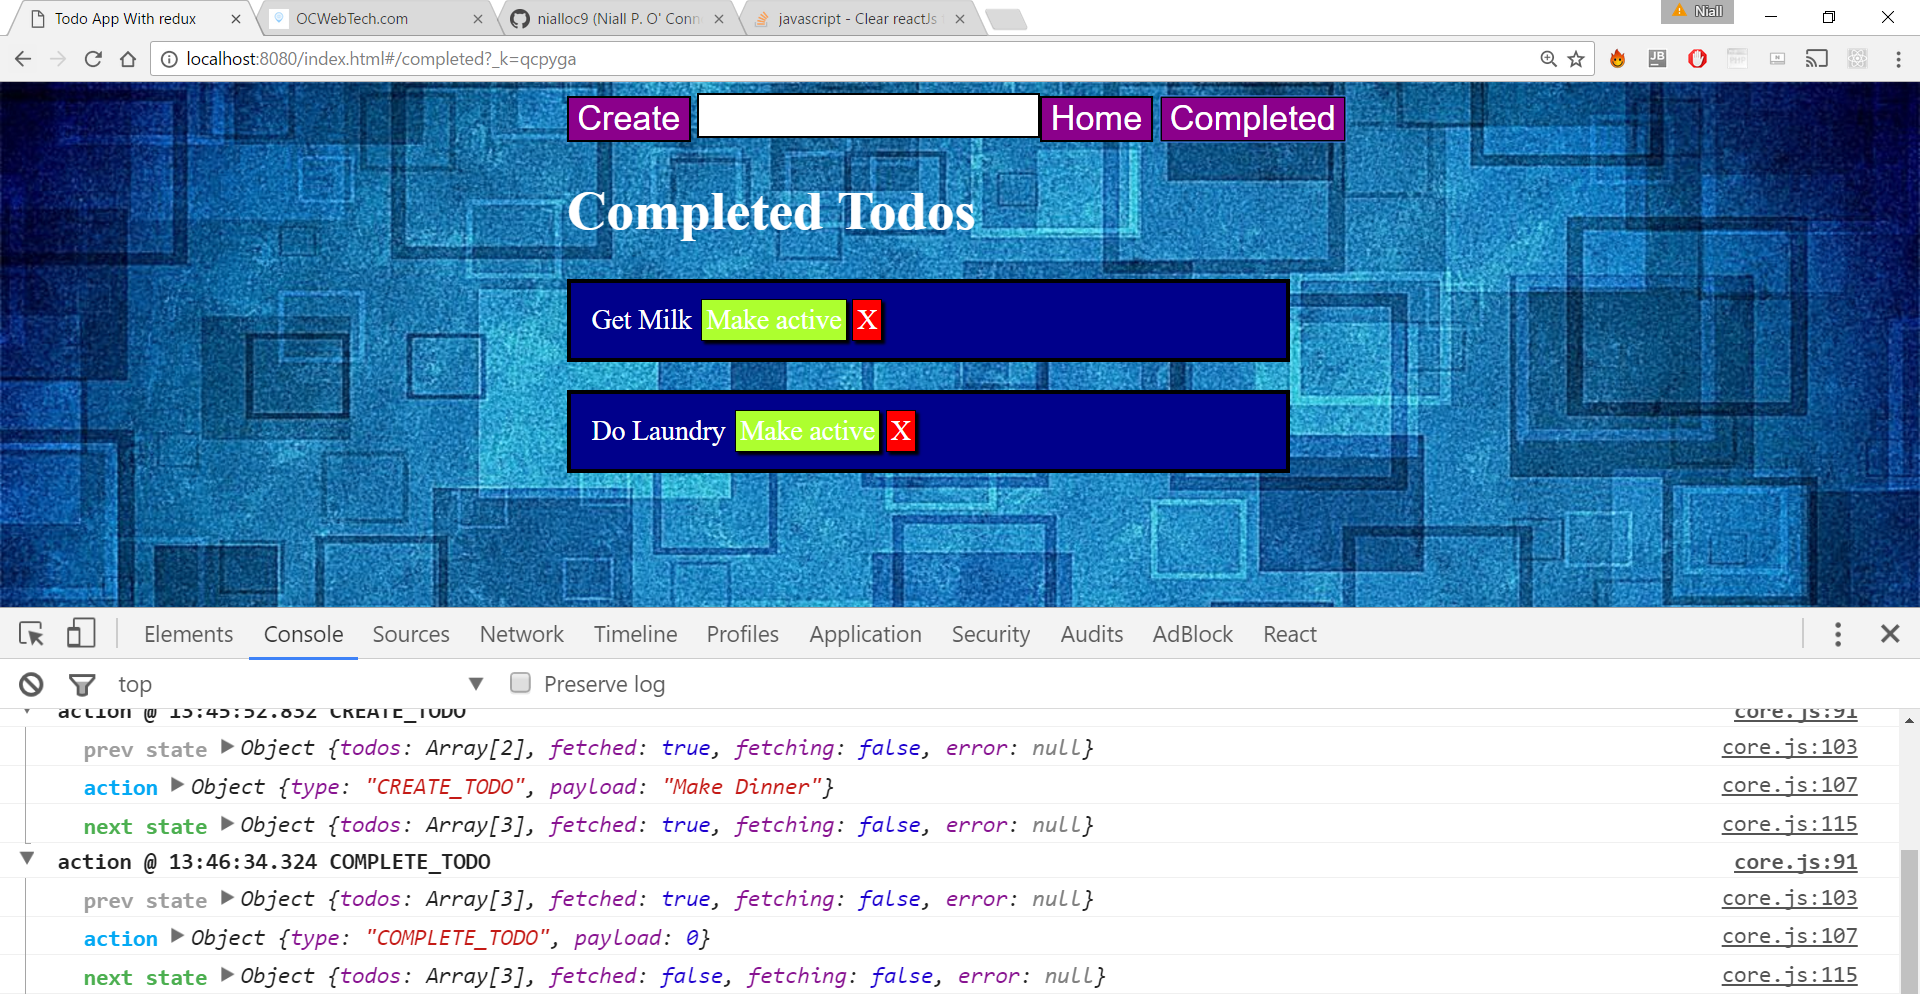 Todo App With redux
OCWebTech.com
nialloc9 (Niall P. O' Conn
javascript - Clear reactJs
Niall
localhost:8080/index.html#/completed?_k=qcpyga
JB
Create Home Completed
Completed Todos
Get Milk Make active X
Do Laundry Make active X
Elements Console Sources Network Timeline Profiles Application Security Audits AdBlock React
top Preserve log
action @ 13:45:52.832 CREATE_TODO core.js:91
prev state Object {todos: Array[2], fetched: true, fetching: false, error: null} core.js:103
action Object {type: "CREATE_TODO", payload: "Make Dinner"} core.js:107
next state Object {todos: Array[3], fetched: true, fetching: false, error: null} core.js:115
action @ 13:46:34.324 COMPLETE_TODO core.js:91
prev state Object {todos: Array[3], fetched: true, fetching: false, error: null} core.js:103
action Object {type: "COMPLETE_TODO", payload: 0} core.js:107
next state Object {todos: Array[3], fetched: false, fetching: false, error: null} core.js:115